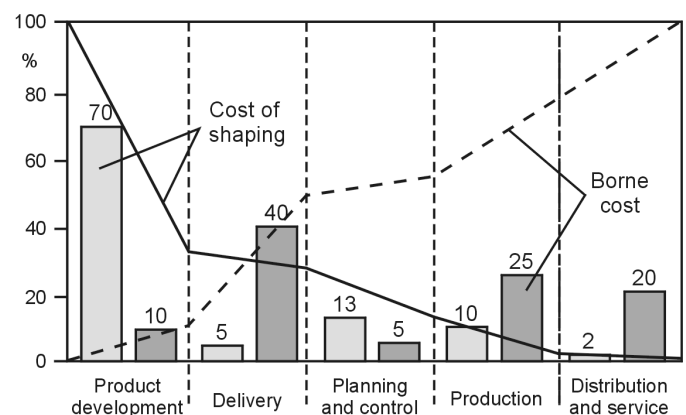 100
%
80
60
40
20
0
70
Cost of
shaping
10
5
40
13
5
10
25
Borne
cost
2
20
Product
development
Delivery
Planning
and control
Production
Distribution
and service